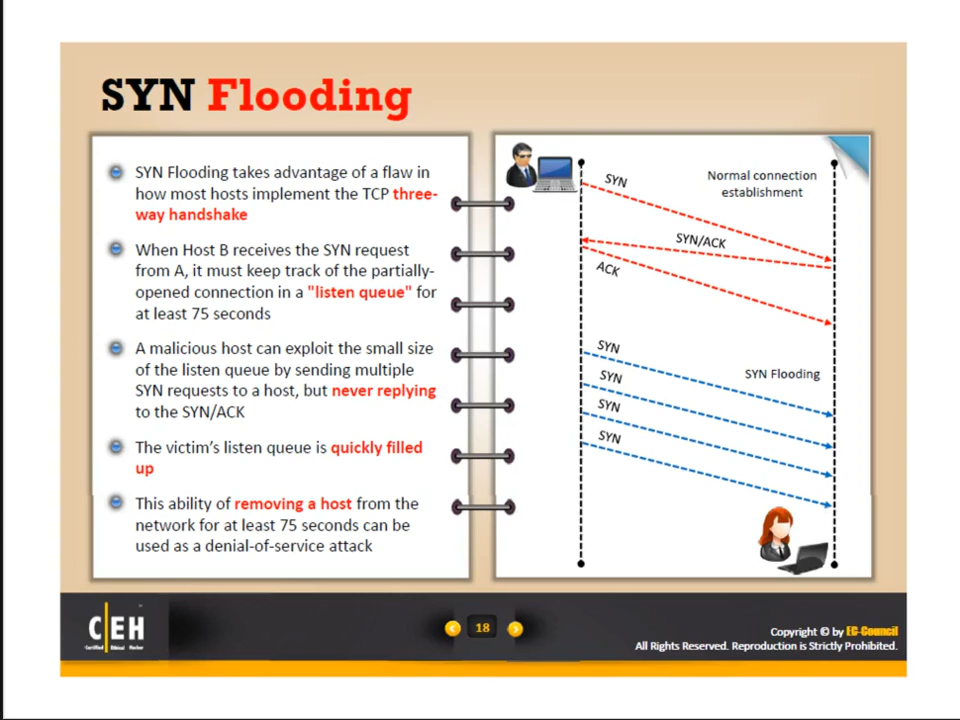 SYN Flooding
SYN Flooding takes advantage of a flaw in
how most hosts implement the TCP three-
way handshake
When Host B receives the SYN request
from A, it must keep track of the partially-
opened connection in a "listen queue" for
at least 75 seconds
A malicious host can exploit the small size
of the listen queue by sending multiple
SYN requests to a host, but never replying
to the SYN/ACK
The victim's listen queue is quickly filled
up
This ability of removing a host from the
network for at least 75 seconds can be
used as a denial-of-service attack
Normal connection
establishment
SYN
SYN/ACK
ACK
SYN Flooding
SYN
SYN
SYN
SYN
CEH
Certified Ethical Hacker
18
Copyright © by EC-Council
All Rights Reserved. Reproduction is Strictly Prohibited.